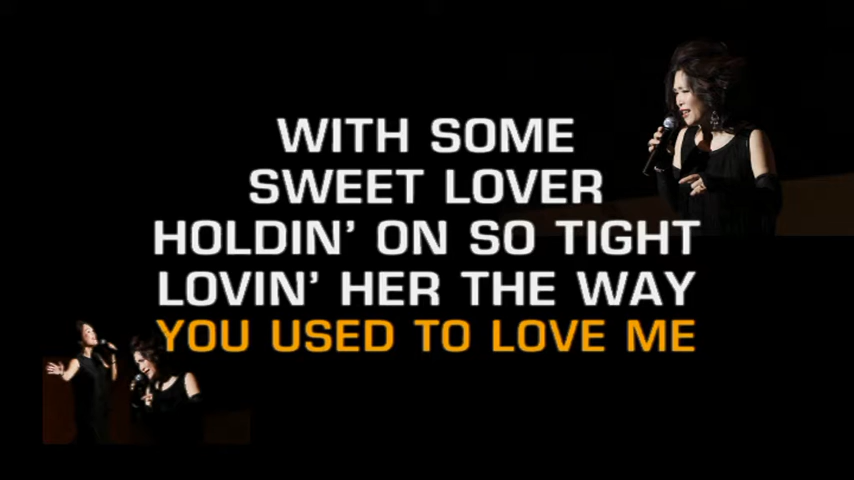 WITH SOME
SWEET LOVER
HOLDIN' ON SO TIGHT
LOVIN' HER THE WAY
YOU USED TO LOVE ME